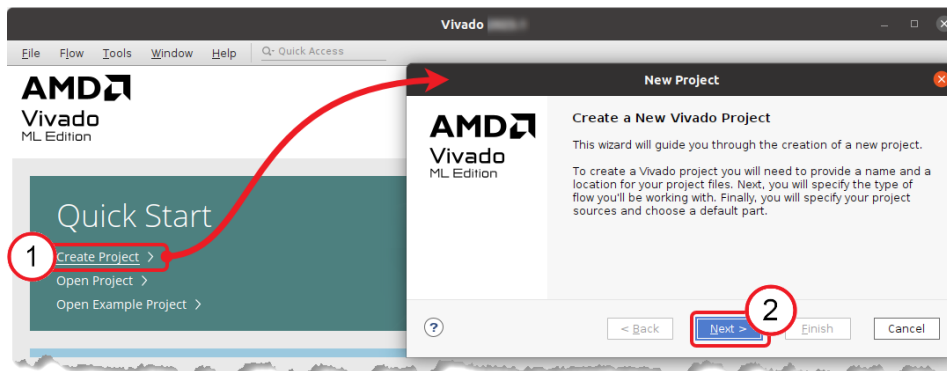 Vivado
File Flow Tools Window Help Q- Quick Access
AMD
Vivado
ML Edition
Quick Start
1
Create Project >
Open Project >
Open Example Project >
New Project
AMD
Vivado
ML Edition
Create a New Vivado Project
This wizard will guide you through the creation of a new project.
To create a Vivado project you will need to provide a name and a
location for your project files. Next, you will specify the type of
flow you'll be working with. Finally, you will specify your project
sources and choose a default part.
2
?
< Back
Next >
Finish
Cancel